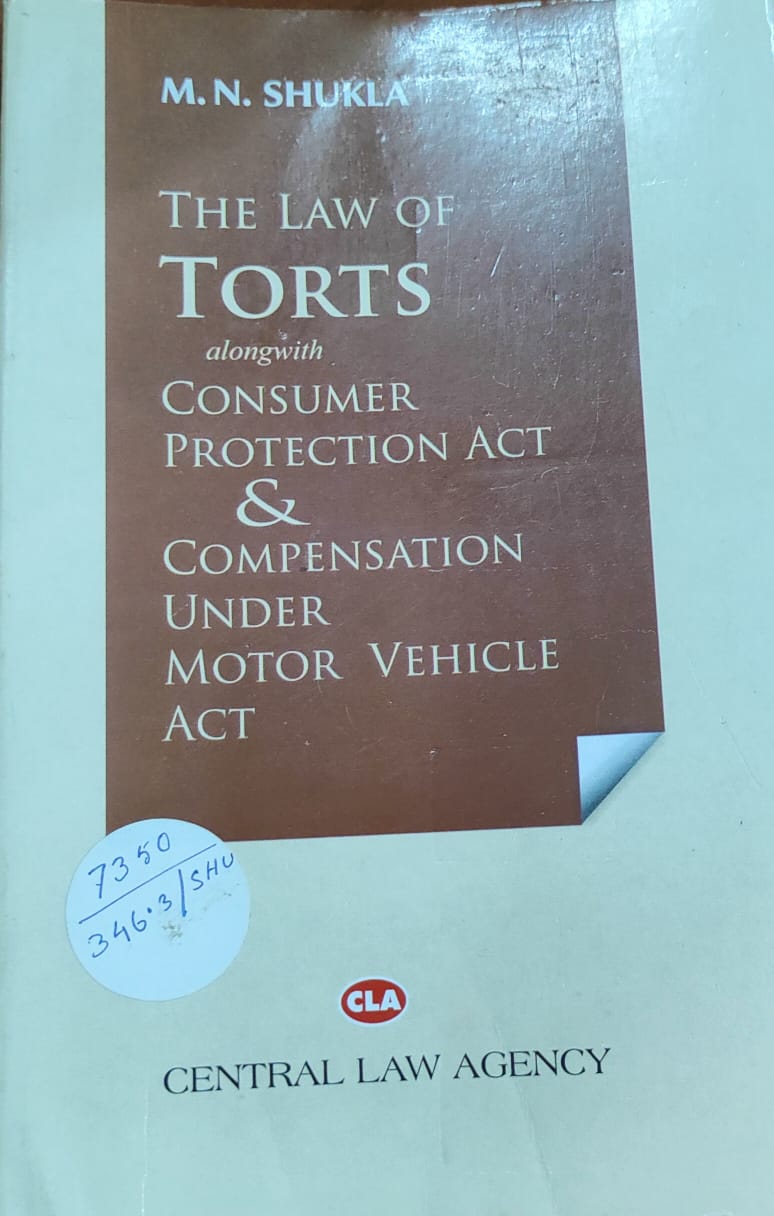 M. N. SHUKLA
THE LAW OF
TORTS
alongwith
CONSUMER
PROTECTION ACT
&
COMPENSATION
UNDER
MOTOR VEHICLE
ACT
7350
346.3/SHU
CLA
CENTRAL LAW AGENCY